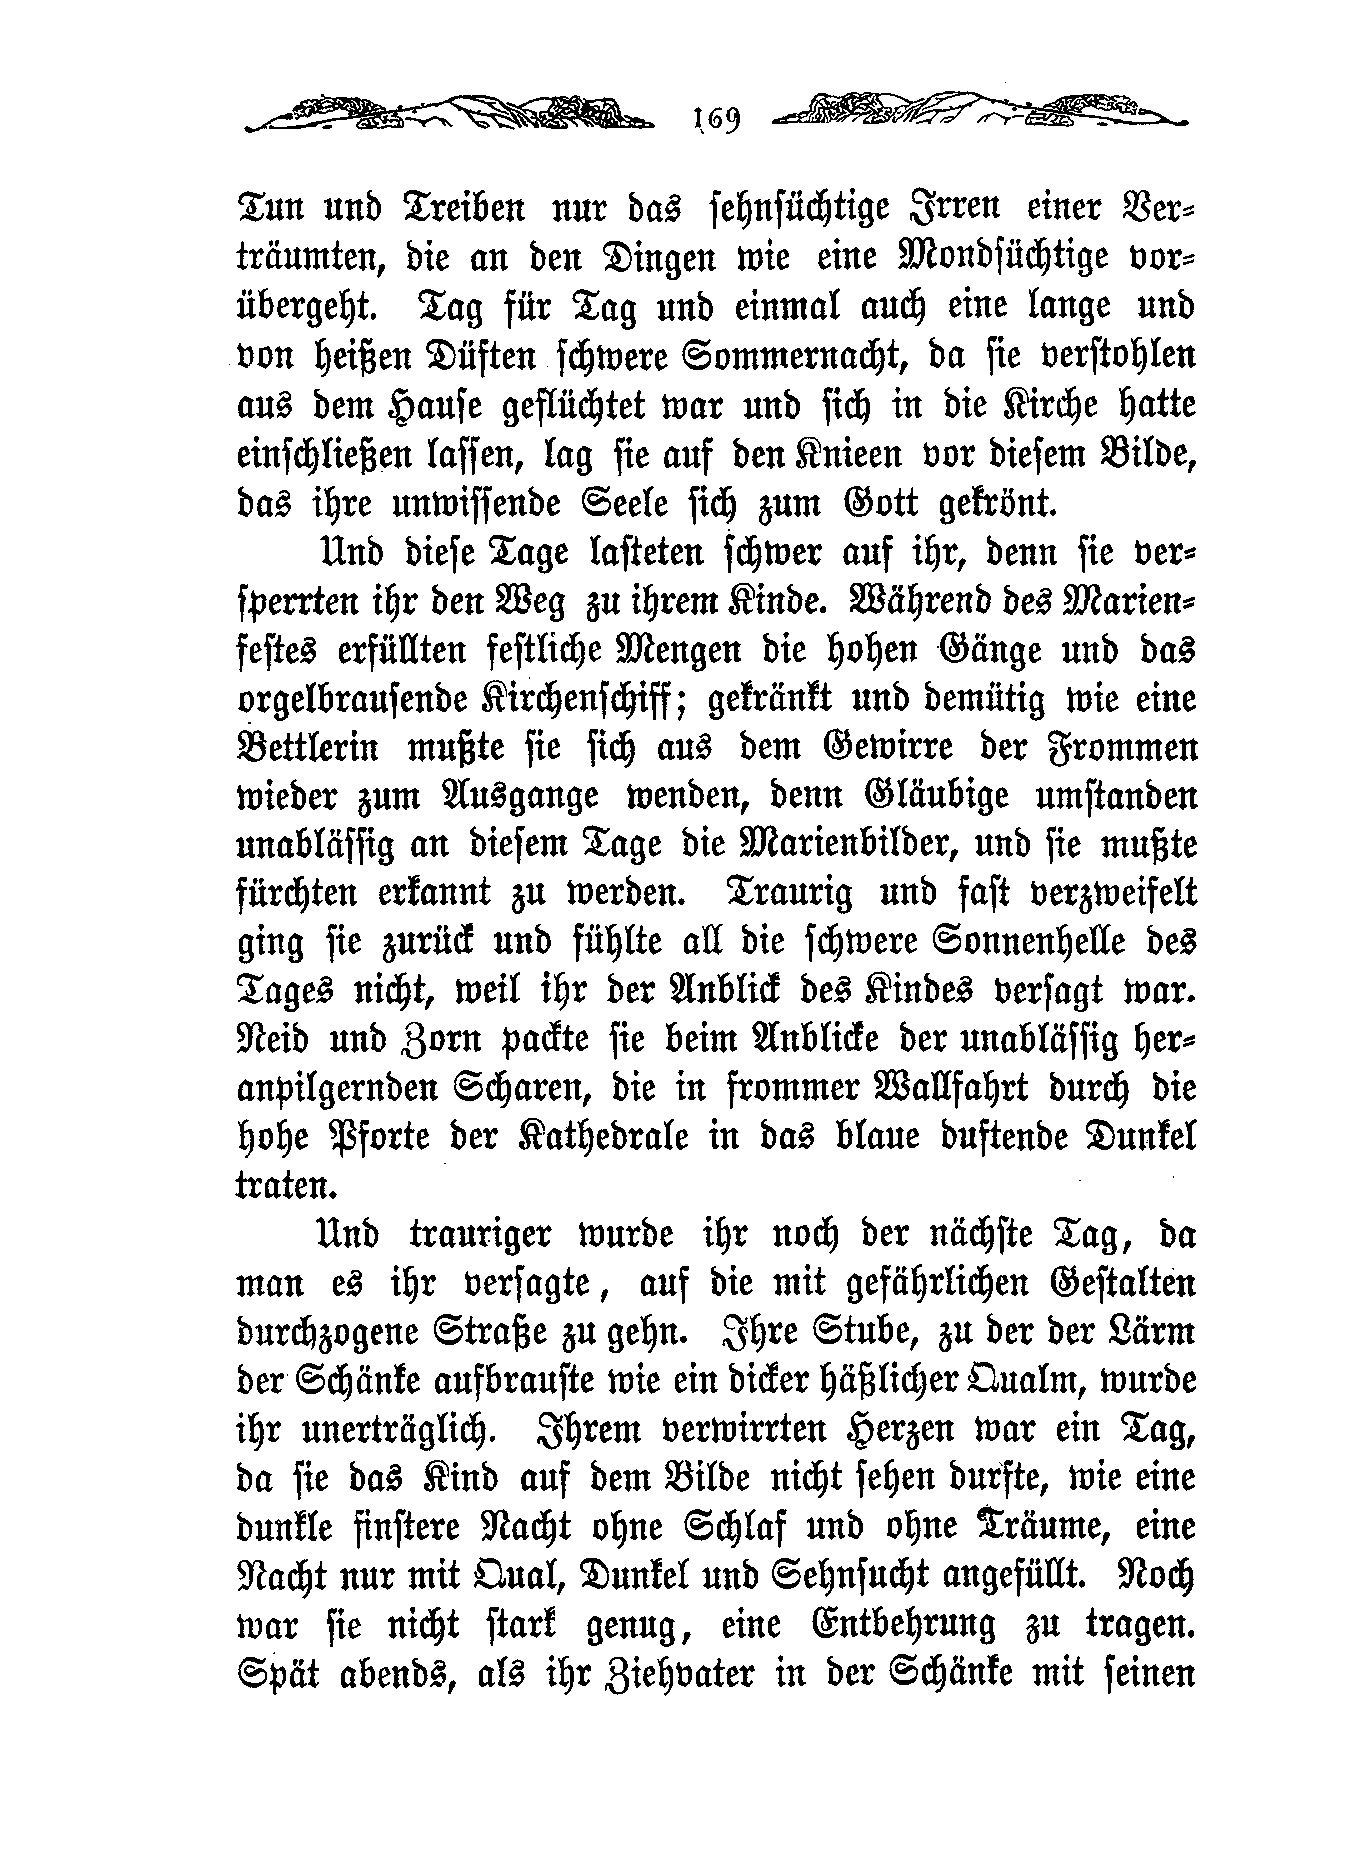 169
Tun und Treiben nur das ſehnſüchtige Irren einer Ver⸗
träumten, die an den Dingen wie eine Mondſüchtige vor⸗
übergeht. Tag für Tag und einmal auch eine lange und
von heißen Düften ſchwere Sommernacht, da ſie verſtohlen
aus dem Hauſe geflüchtet war und ſich in die Kirche hatte
einſchließen laſſen, lag ſie auf den Knieen vor dieſem Bilde,
das ihre unwiſſende Seele ſich zum Gott gekrönt.
Und dieſe Tage laſteten ſchwer auf ihr, denn ſie ver⸗
ſperrten ihr den Weg zu ihrem Kinde. Während des Marien⸗
feſtes erfüllten feſtliche Mengen die hohen Gänge und das
orgelbrauſende Kirchenſchiff; gekränkt und demütig wie eine
Bettlerin mußte ſie ſich aus dem Gewirre der Frommen
wieder zum Ausgange wenden, denn Gläubige umſtanden
unabläſſig an dieſem Tage die Marienbilder, und ſie mußte
fürchten erkannt zu werden. Traurig und faſt verzweifelt
ging ſie zurück und fühlte all die ſchwere Sonnenhelle des
Tages nicht, weil ihr der Anblick des Kindes verſagt war.
Neid und Zorn packte ſie beim Anblicke der unabläſſig her⸗
anpilgernden Scharen, die in frommer Wallfahrt durch die
hohe Pforte der Kathedrale in das blaue duftende Dunkel
traten.
Und trauriger wurde ihr noch der nächſte Tag, da
man es ihr verſagte, auf die mit gefährlichen Geſtalten
durchzogene Straße zu gehn. Ihre Stube, zu der der Lärm
der Schänke aufbrauſte wie ein dicker häßlicher Qualm, wurde
ihr unerträglich. Ihrem verwirrten Herzen war ein Tag,
da ſie das Kind auf dem Bilde nicht ſehen durfte, wie eine
dunkle finſtere Nacht ohne Schlaf und ohne Träume, eine
Nacht nur mit Qual, Dunkel und Sehnſucht angefüllt. Noch
war ſie nicht ſtark genug, eine Entbehrung zu tragen.
Spät abends, als ihr Ziehvater in der Schänke mit ſeinen